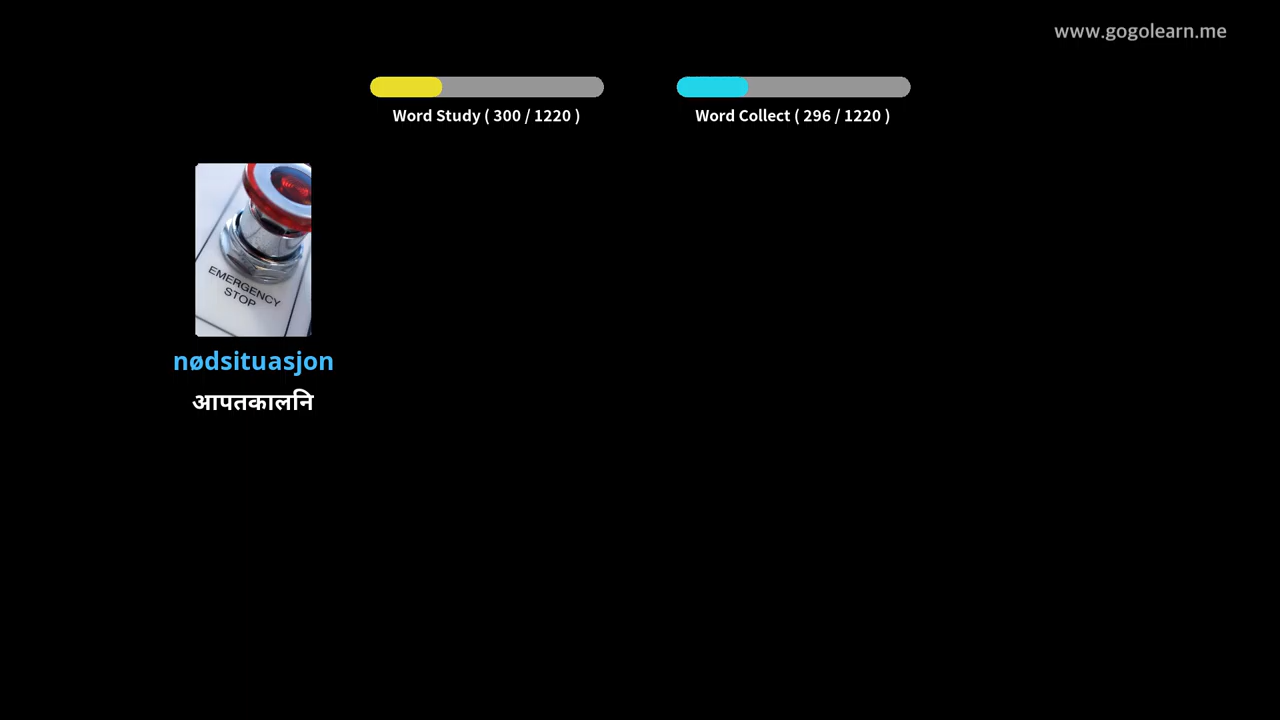 www.gogolearn.me
Word Study ( 300 / 1220 )
Word Collect ( 296 / 1220 )
EMERGENCY
STOP
nødsituasjon
आपतकालनि